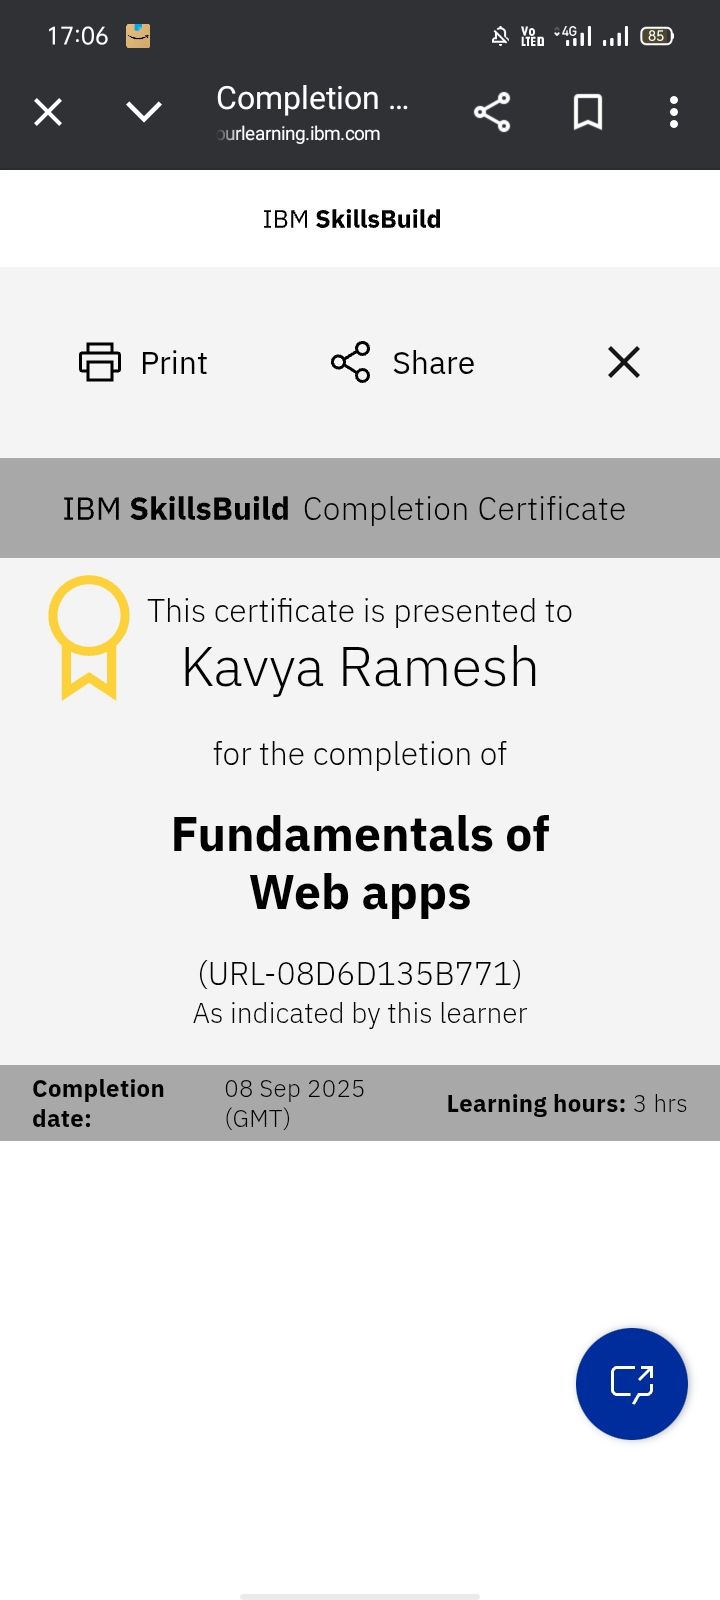 17:06
Vo LTED 4G 85
Completion ...
ourlearning.ibm.com
IBM SkillsBuild
Print Share
IBM SkillsBuild Completion Certificate
This certificate is presented to
Kavya Ramesh
for the completion of
Fundamentals of
Web apps
(URL-08D6D135B771)
As indicated by this learner
Completion date: 08 Sep 2025 (GMT) Learning hours: 3 hrs